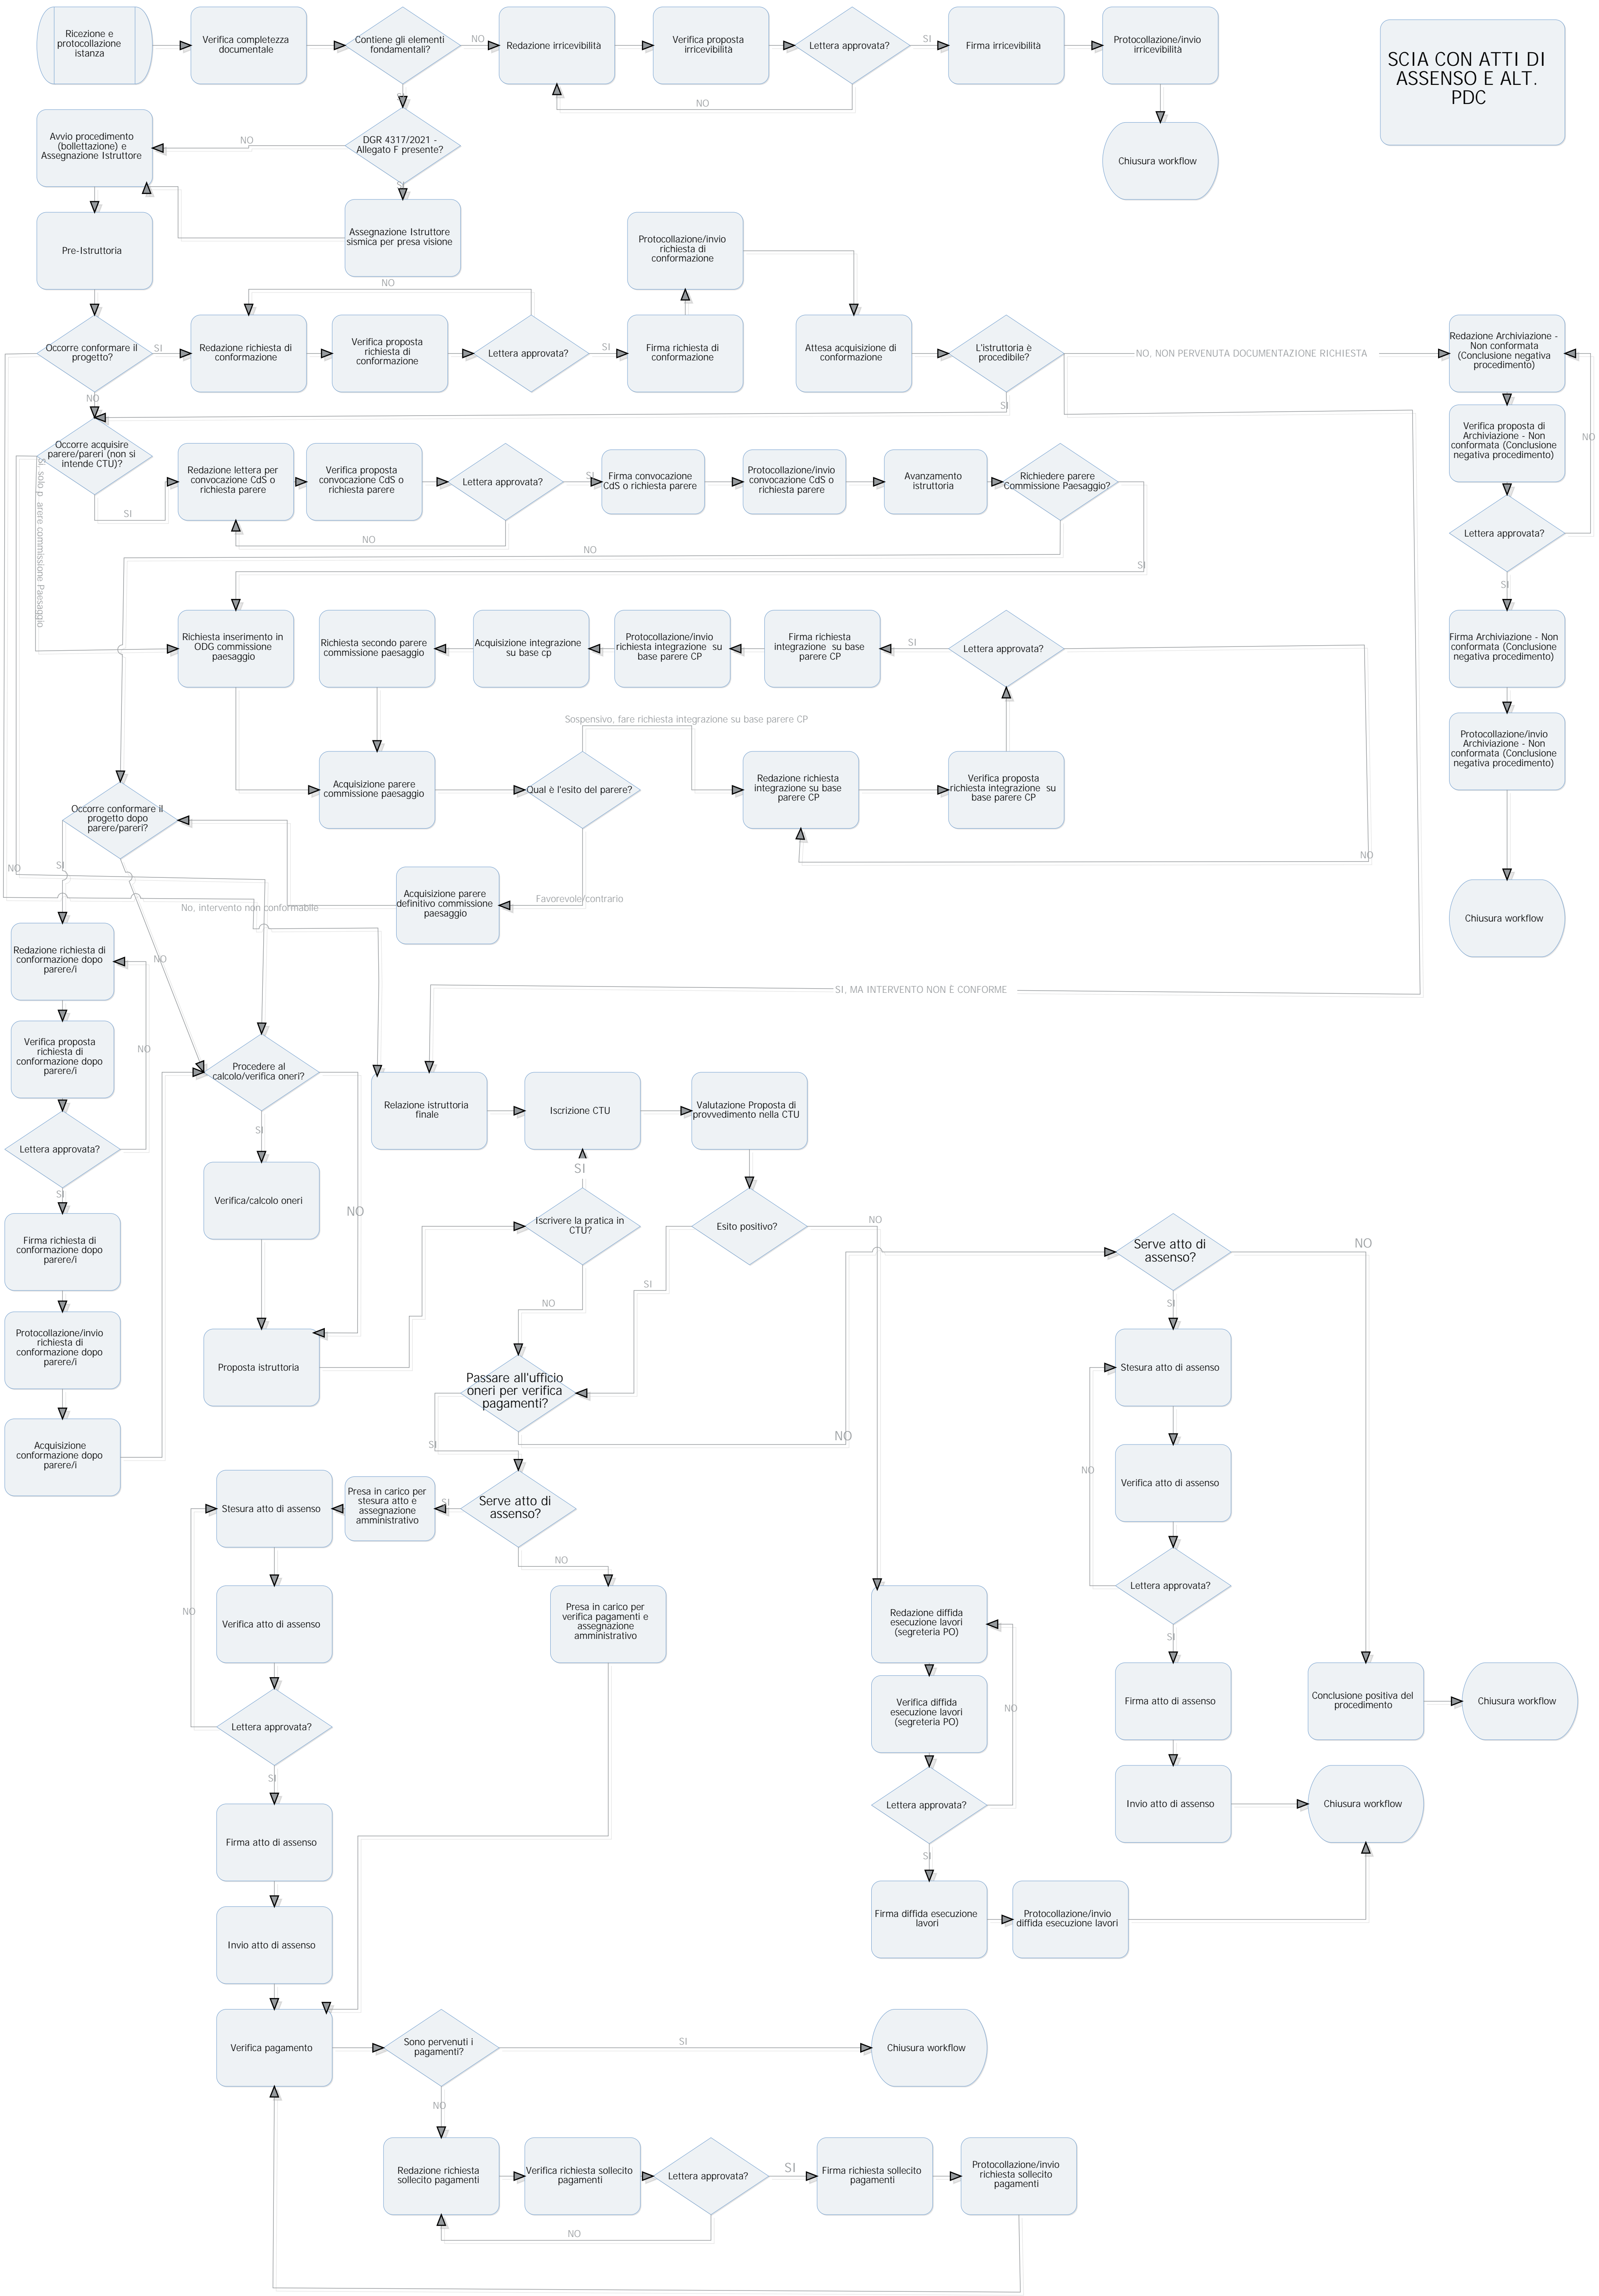 Ricezione e
protocollazione
istanza
Verifica completezza
documentale
Contiene gli elementi
fondamentali?
NO
Redazione irricevibilità
Verifica proposta
irricevibilità
Lettera approvata?
SI
Firma irricevibilità
Protocollazione/invio
irricevibilità
SCIA CON ATTI DI
ASSENSO E ALT.
PDC
NO
Chiusura workflow
Avvio procedimento
(bollettazione) e
Assegnazione Istruttore
NO
DGR 4317/2021 -
Allegato F presente?
Assegnazione Istruttore
sismica per presa visione
Pre-Istruttoria
Protocollazione/invio
richiesta di
conformazione
NO
Occorre conformare il
progetto?
SI
Redazione richiesta di
conformazione
Verifica proposta
richiesta di
conformazione
Lettera approvata?
SI
Firma richiesta di
conformazione
Attesa acquisizione di
conformazione
L'istruttoria è
procedibile?
NO, NON PERVENUTA DOCUMENTAZIONE RICHIESTA
Redazione Archiviazione -
Non conformata
(Conclusione negativa
procedimento)
NO
SI
Verifica proposta di
Archiviazione - Non
conformata (Conclusione
negativa procedimento)
NO
Occorre acquisire
parere/pareri (non si
intende CTU)?
SI, solo p arere commissione Paesaggio
SI
Redazione lettera per
convocazione CdS o
richiesta parere
Verifica proposta
convocazione CdS o
richiesta parere
Lettera approvata?
SI
Firma convocazione
CdS o richiesta parere
Protocollazione/invio
convocazione CdS o
richiesta parere
Avanzamento
istruttoria
Richiedere parere
Commissione Paesaggio?
NO
NO
SI
Lettera approvata?
SI
Richiesta inserimento in
ODG commissione
paesaggio
Richiesta secondo parere
commissione paesaggio
Acquisizione integrazione
su base cp
Protocollazione/invio
richiesta integrazione su
base parere CP
Firma richiesta
integrazione su base
parere CP
SI
Lettera approvata?
Firma Archiviazione - Non
conformata (Conclusione
negativa procedimento)
Sospensivo, fare richiesta integrazione su base parere CP
Protocollazione/invio
Archiviazione - Non
conformata (Conclusione
negativa procedimento)
Acquisizione parere
commissione paesaggio
Qual è l'esito del parere?
Redazione richiesta
integrazione su base
parere CP
Verifica proposta
richiesta integrazione su
base parere CP
NO
Occorre conformare il
progetto dopo
parere/pareri?
NO
SI
Acquisizione parere
definitivo commissione
paesaggio
Favorevole/contrario
No, intervento non conformabile
Chiusura workflow
Redazione richiesta di
conformazione dopo
parere/i
NO
SI, MA INTERVENTO NON È CONFORME
Verifica proposta
richiesta di
conformazione dopo
parere/i
NO
Procedere al
calcolo/verifica oneri?
Relazione istruttoria
finale
Iscrizione CTU
Valutazione Proposta di
provvedimento nella CTU
Lettera approvata?
SI
SI
SI
Verifica/calcolo oneri
NO
Iscrivere la pratica in
CTU?
Esito positivo?
NO
Firma richiesta di
conformazione dopo
parere/i
Serve atto di
assenso?
NO
SI
NO
SI
Protocollazione/invio
richiesta di
conformazione dopo
parere/i
Proposta istruttoria
Passare all'ufficio
oneri per verifica
pagamenti?
Stesura atto di assenso
SI
NO
Acquisizione
conformazione dopo
parere/i
NO
Verifica atto di assenso
Stesura atto di assenso
Presa in carico per
stesura atto e
assegnazione
amministrativo
SI
Serve atto di
assenso?
NO
Lettera approvata?
SI
Verifica atto di assenso
NO
Presa in carico per
verifica pagamenti e
assegnazione
amministrativo
Redazione diffida
esecuzione lavori
(segreteria PO)
Verifica diffida
esecuzione lavori
(segreteria PO)
NO
Firma atto di assenso
Conclusione positiva del
procedimento
Chiusura workflow
Lettera approvata?
SI
Lettera approvata?
SI
Invio atto di assenso
Chiusura workflow
Firma atto di assenso
Firma diffida esecuzione
lavori
Protocollazione/invio
diffida esecuzione lavori
Invio atto di assenso
Verifica pagamento
Sono pervenuti i
pagamenti?
SI
Chiusura workflow
NO
Redazione richiesta
sollecito pagamenti
Verifica richiesta sollecito
pagamenti
Lettera approvata?
SI
Firma richiesta sollecito
pagamenti
Protocollazione/invio
richiesta sollecito
pagamenti
NO